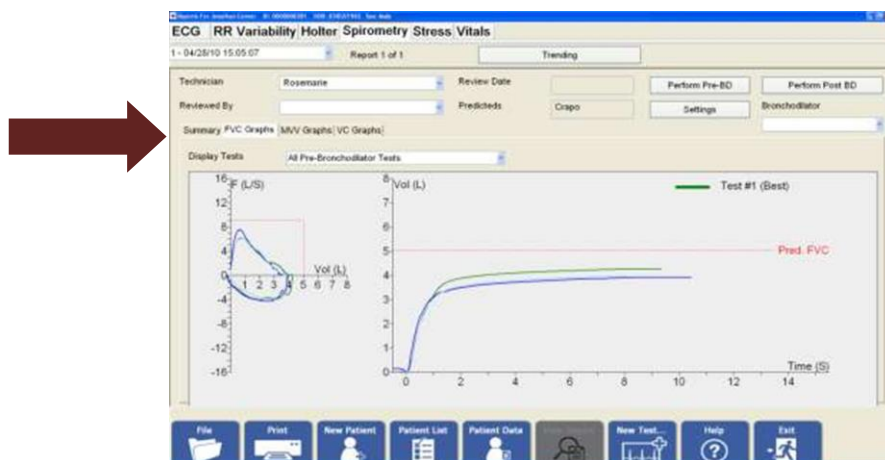 ECG RR Variability Holter Spirometry Stress Vitals
1 - 04/28/10 15:05:07 Report 1 of 1 Trending
Technician Rosemarie Review Date Perform Pre-BD Perform Post BD
Reviewed By Predicteds Crapo Settings Bronchodilator
Summary FVC Graphs MVV Graphs VC Graphs
Display Tests All Pre-Bronchodilator Tests
F (L/S)
16
12
8
4
0
-4
-8
-12
-16
Vol (L)
1 2 3 4 5 6 7 8
Vol (L)
8
7
6
5
4
3
2
1
0
Test #1 (Best)
Pred. FVC
Time (S)
0 2 4 6 8 10 12 14
File Print New Patient Patient List Patient Data New Test... Help Exit